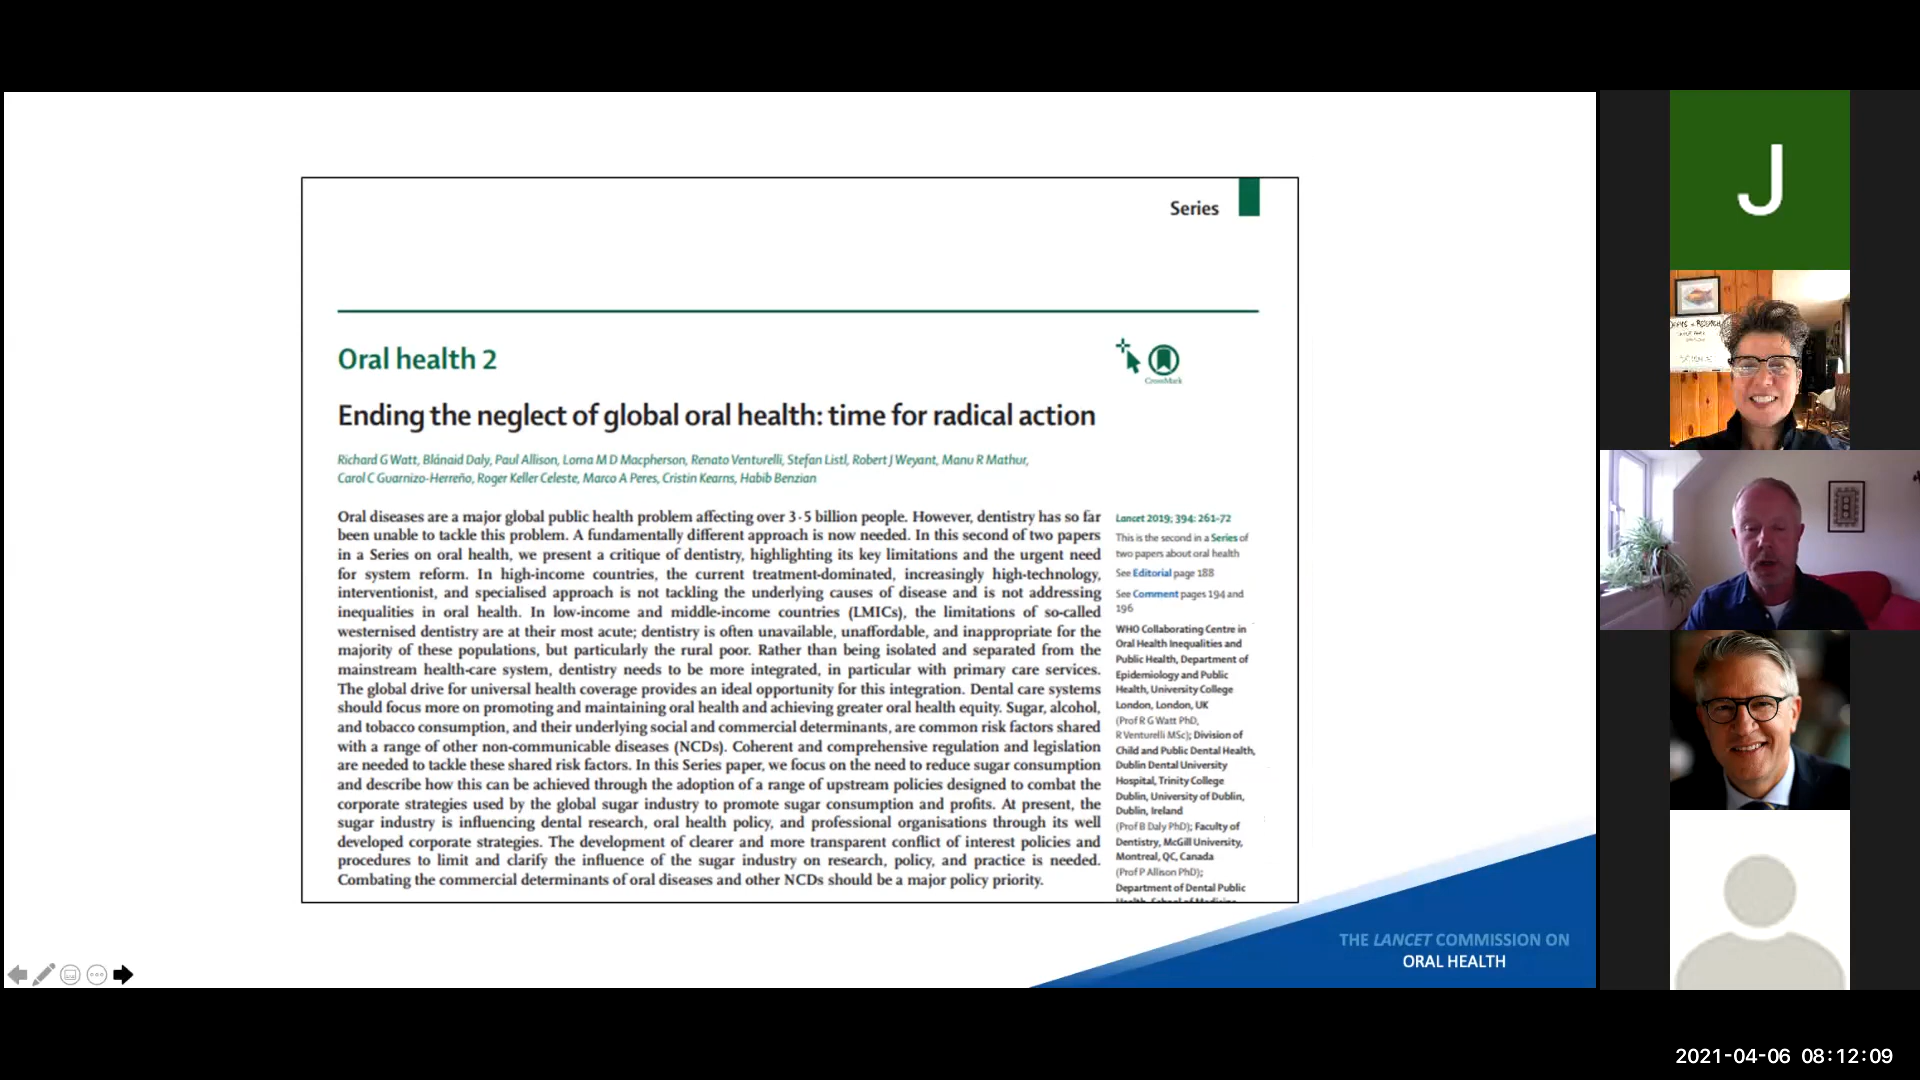 Series
Oral health 2
CrossMark
Ending the neglect of global oral health: time for radical action
Richard G Watt, Blánaid Daly, Paul Allison, Lorna M D Macpherson, Renato Venturelli, Stefan Listl, Robert J Weyant, Manu R Mathur,
Carol C Guarnizo-Herreño, Roger Keller Celeste, Marco A Peres, Cristin Kearns, Habib Benzian
Oral diseases are a major global public health problem affecting over 3·5 billion people. However, dentistry has so far
been unable to tackle this problem. A fundamentally different approach is now needed. In this second of two papers
in a Series on oral health, we present a critique of dentistry, highlighting its key limitations and the urgent need
for system reform. In high-income countries, the current treatment-dominated, increasingly high-technology,
interventionist, and specialised approach is not tackling the underlying causes of disease and is not addressing
inequalities in oral health. In low-income and middle-income countries (LMICs), the limitations of so-called
westernised dentistry are at their most acute; dentistry is often unavailable, unaffordable, and inappropriate for the
majority of these populations, but particularly the rural poor. Rather than being isolated and separated from the
mainstream health-care system, dentistry needs to be more integrated, in particular with primary care services.
The global drive for universal health coverage provides an ideal opportunity for this integration. Dental care systems
should focus more on promoting and maintaining oral health and achieving greater oral health equity. Sugar, alcohol,
and tobacco consumption, and their underlying social and commercial determinants, are common risk factors shared
with a range of other non-communicable diseases (NCDs). Coherent and comprehensive regulation and legislation
are needed to tackle these shared risk factors. In this Series paper, we focus on the need to reduce sugar consumption
and describe how this can be achieved through the adoption of a range of upstream policies designed to combat the
corporate strategies used by the global sugar industry to promote sugar consumption and profits. At present, the
sugar industry is influencing dental research, oral health policy, and professional organisations through its well
developed corporate strategies. The development of clearer and more transparent conflict of interest policies and
procedures to limit and clarify the influence of the sugar industry on research, policy, and practice is needed.
Combating the commercial determinants of oral diseases and other NCDs should be a major policy priority.
Lancet 2019; 394: 261-72
This is the second in a Series of
two papers about oral health
See Editorial page 188
See Comment pages 194 and
196
WHO Collaborating Centre in
Oral Health Inequalities and
Public Health, Department of
Epidemiology and Public
Health, University College
London, London, UK
(Prof R G Watt PhD,
R Venturelli MSc); Division of
Child and Public Dental Health,
Dublin Dental University
Hospital, Trinity College
Dublin, University of Dublin,
Dublin, Ireland
(Prof B Daly PhD); Faculty of
Dentistry, McGill University,
Montreal, QC, Canada
(Prof P Allison PhD);
Department of Dental Public
Health, School of Medicine
THE LANCET COMMISSION ON
ORAL HEALTH
J
2021-04-06 08:12:09